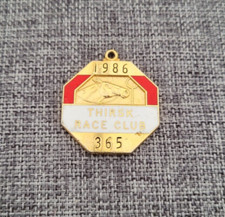 1986
THIRSK
RACE CLUB
365